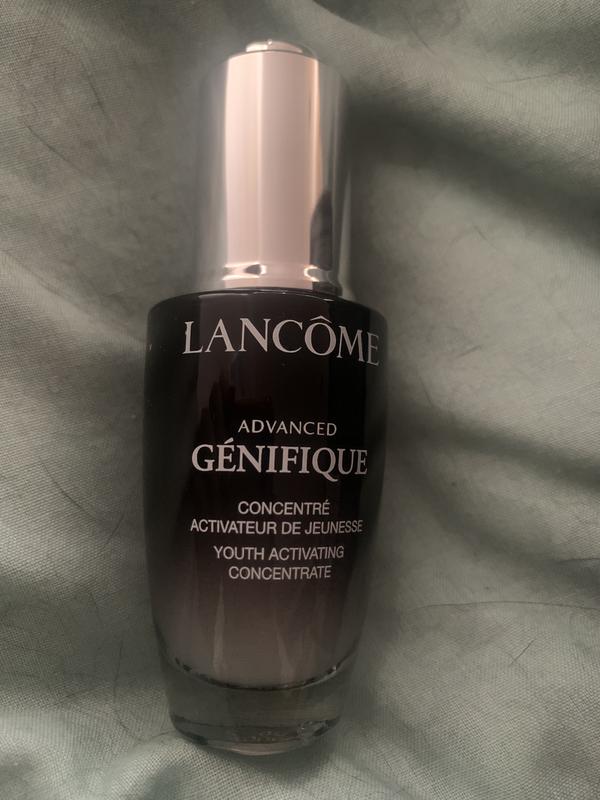 LANCÔME
ADVANCED
GÉNIFIQUE
CONCENTRÉ
ACTIVATEUR DE JEUNESSE
YOUTH ACTIVATING
CONCENTRATE